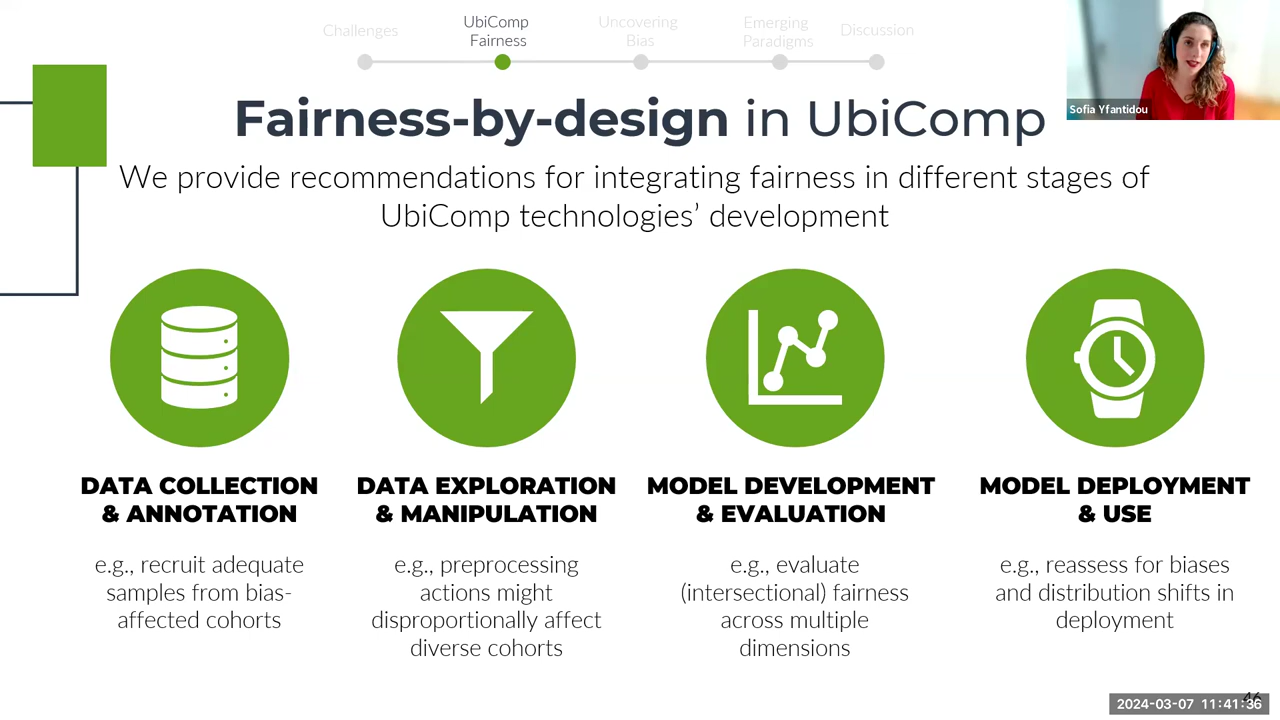 Challenges
UbiComp
Fairness
Uncovering
Bias
Emerging
Paradigms
Discussion
Sofia Yfantidou
Fairness-by-design in UbiComp
We provide recommendations for integrating fairness in different stages of
UbiComp technologies’ development
DATA COLLECTION
& ANNOTATION
e.g., recruit adequate
samples from bias-
affected cohorts
DATA EXPLORATION
& MANIPULATION
e.g., preprocessing
actions might
disproportionally affect
diverse cohorts
MODEL DEVELOPMENT
& EVALUATION
e.g., evaluate
(intersectional) fairness
across multiple
dimensions
MODEL DEPLOYMENT
& USE
e.g., reassess for biases
and distribution shifts in
deployment
46
2024-03-07 11:41:36